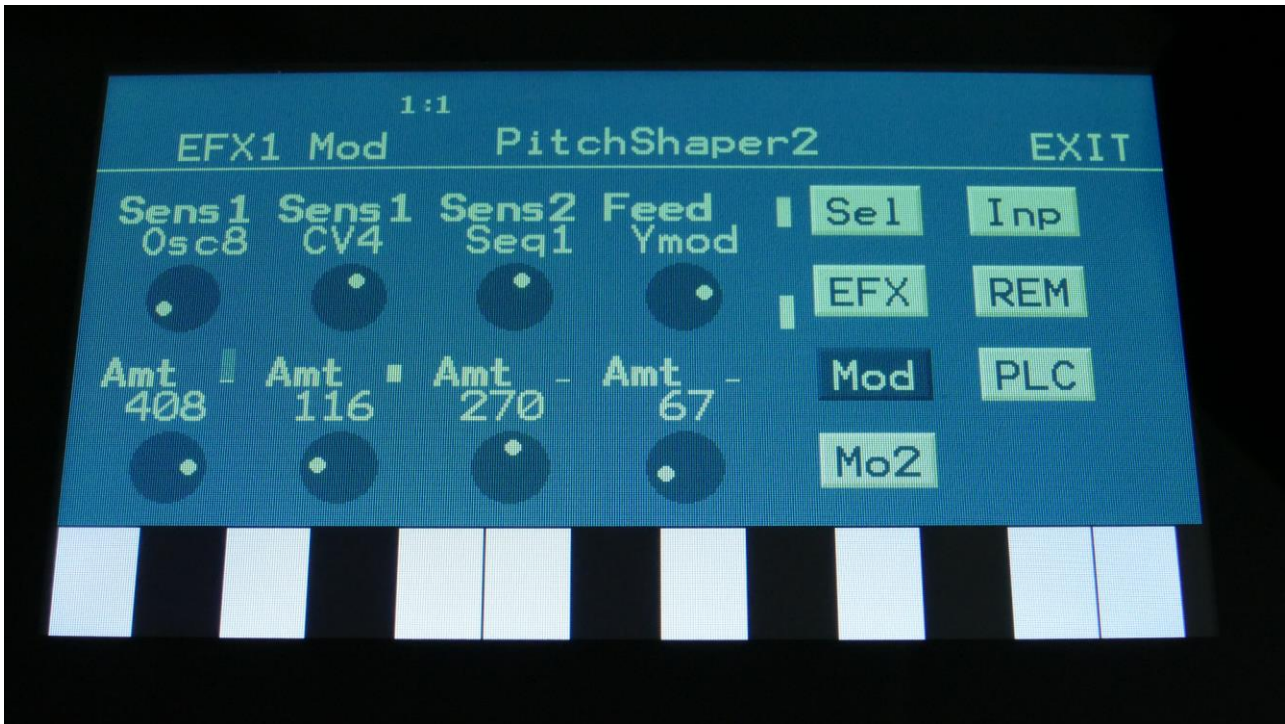 1:1
EFX1 Mod PitchShaper2 EXIT
Sens1 Sens1 Sens2 Feed Sel Inp
Osc8 CV4 Seq1 Ymod
EFX REM
Amt Amt Amt Amt Mod PLC
408 116 270 67
Mo2